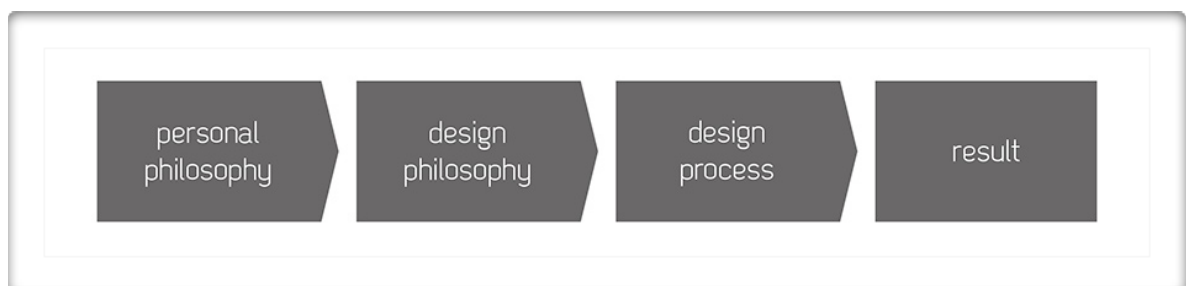 personal
philosophy
design
philosophy
design
process
result